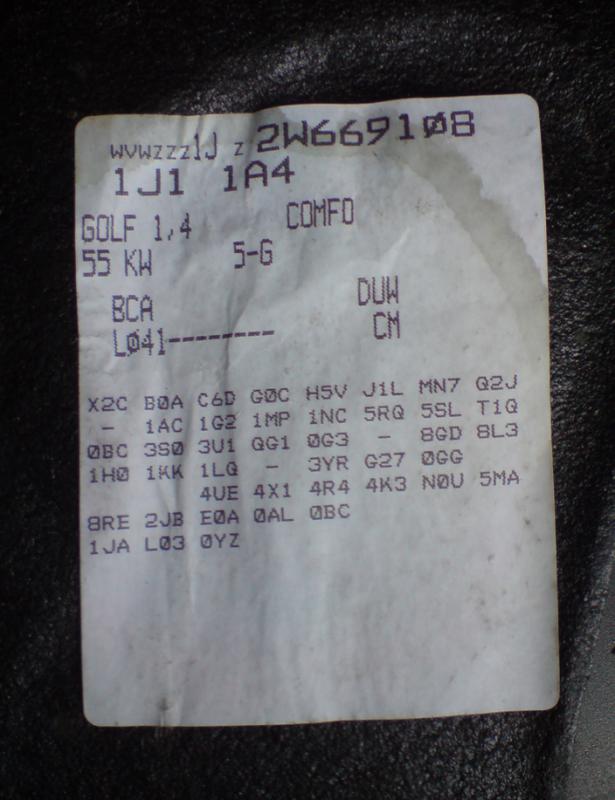 WVWZZZ1J Z 2W669108
1J1 1A4
GOLF 1,4 COMFO
55 KW 5-G
BCA DUW
L041-------- CM
X2C B0A C6D G0C H5V J1L MN7 Q2J
- 1AC 1G2 1MP 1NC 5RQ 5SL T1Q
0BC 3S0 3U1 QG1 0G3 - 8GD 8L3
1H0 1KK 1LQ - 3YR G27 0GG
4UE 4X1 4R4 4K3 N0U 5MA
8RE 2JB E0A 0AL 0BC
1JA L03 0YZ